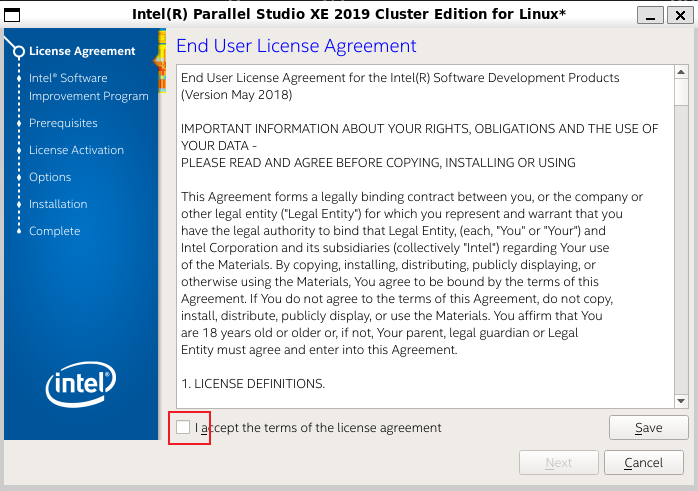 Intel(R) Parallel Studio XE 2019 Cluster Edition for Linux*
License Agreement
Intel® Software
Improvement Program
Prerequisites
License Activation
Options
Installation
Complete
intel
End User License Agreement
End User License Agreement for the Intel(R) Software Development Products
(Version May 2018)
IMPORTANT INFORMATION ABOUT YOUR RIGHTS, OBLIGATIONS AND THE USE OF
YOUR DATA -
PLEASE READ AND AGREE BEFORE COPYING, INSTALLING OR USING
This Agreement forms a legally binding contract between you, or the company or
other legal entity ("Legal Entity") for which you represent and warrant that you
have the legal authority to bind that Legal Entity, (each, "You" or "Your") and
Intel Corporation and its subsidiaries (collectively "Intel") regarding Your use
of the Materials. By copying, installing, distributing, publicly displaying, or
otherwise using the Materials, You agree to be bound by the terms of this
Agreement. If You do not agree to the terms of this Agreement, do not copy,
install, distribute, publicly display, or use the Materials. You affirm that You
are 18 years old or older or, if not, Your parent, legal guardian or Legal
Entity must agree and enter into this Agreement.
1. LICENSE DEFINITIONS.
I accept the terms of the license agreement
Save
Next
Cancel